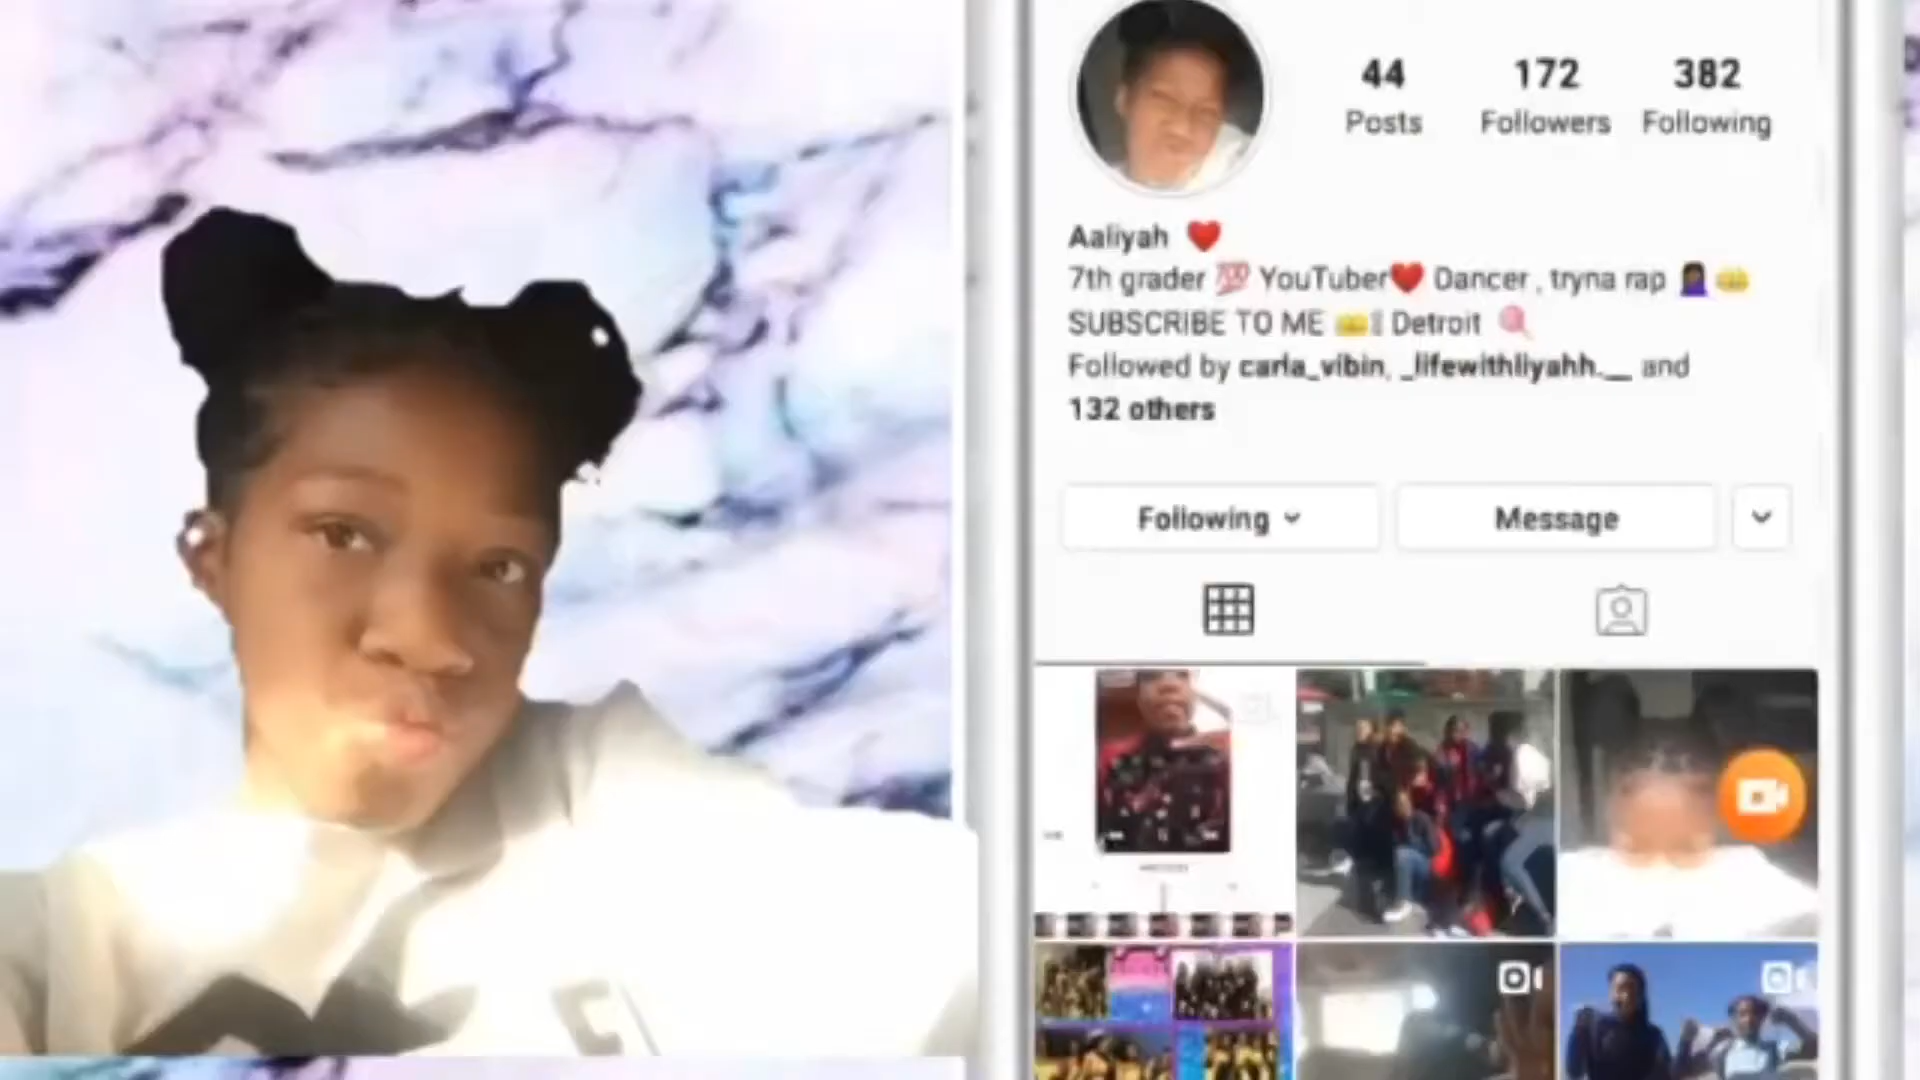 44 172 382
Posts Followers Following
Aaliyah ❤️
7th grader 💯 YouTuber❤️ Dancer , tryna rap
SUBSCRIBE TO ME Detroit
Followed by carla_vibin, _lifewithliyahh.__ and
132 others
Following Message